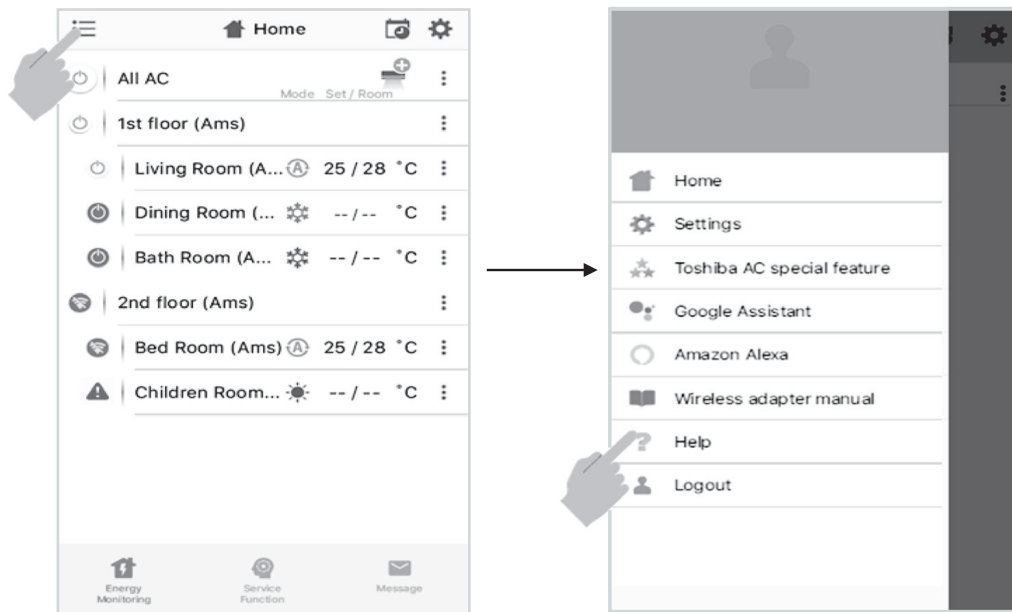 Home
All AC
Mode Set / Room
1st floor (Ams)
Living Room (A... A 25 / 28 °C
Dining Room (... -- / -- °C
Bath Room (A... -- / -- °C
2nd floor (Ams)
Bed Room (Ams) A 25 / 28 °C
Children Room... -- / -- °C
Energy
Monitoring
Service
Function
Message
Home
Settings
Toshiba AC special feature
Google Assistant
Amazon Alexa
Wireless adapter manual
? Help
Logout